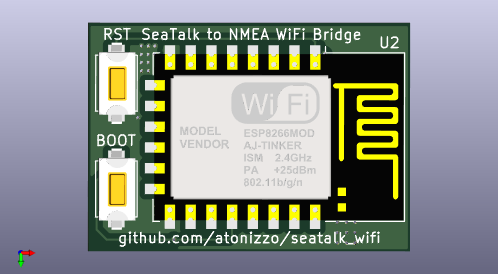 RST SeaTalk to NMEA WiFi Bridge
U2
WiFi
BOOT
MODEL ESP8266MOD
VENDOR AJ-TINKER
ISM 2.4GHz
PA +25dBm
802.11b/g/n
github.com/atonizzo/seatalk_wifi